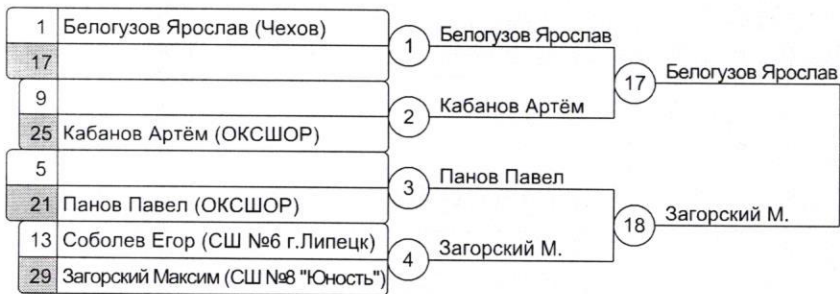 1 Белогузов Ярослав (Чехов)
17
9
25 Кабанов Артём (ОКСШОР)
5
21 Панов Павел (ОКСШОР)
13 Соболев Егор (СШ №6 г.Липецк)
29 Загорский Максим (СШ №8 "Юность")
1 Белогузов Ярослав
2 Кабанов Артём
3 Панов Павел
4 Загорский М.
17 Белогузов Ярослав
18 Загорский М.